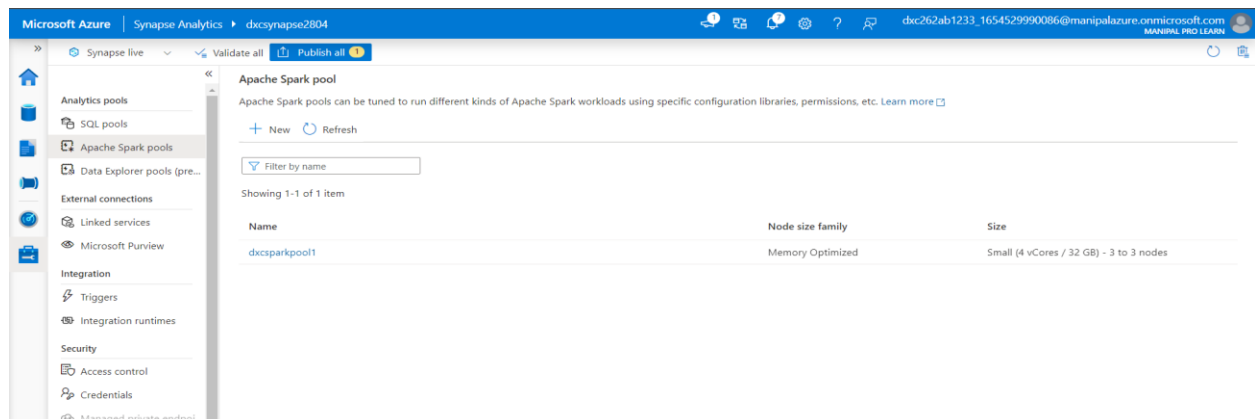 Microsoft Azure | Synapse Analytics ▸ dxcsynapse2804
7
dxc262ab1233_1654529990086@manipalazure.onmicrosoft.com
MANIPAL PRO LEARN
Synapse live
Validate all
Publish all 1
Analytics pools
SQL pools
Apache Spark pools
Data Explorer pools (pre...
External connections
Linked services
Microsoft Purview
Integration
Triggers
Integration runtimes
Security
Access control
Credentials
Managed private endpoi
Apache Spark pool
Apache Spark pools can be tuned to run different kinds of Apache Spark workloads using specific configuration libraries, permissions, etc. Learn more
+ New Refresh
Filter by name
Showing 1-1 of 1 item
Name Node size family Size
dxcsparkpool1 Memory Optimized Small (4 vCores / 32 GB) - 3 to 3 nodes